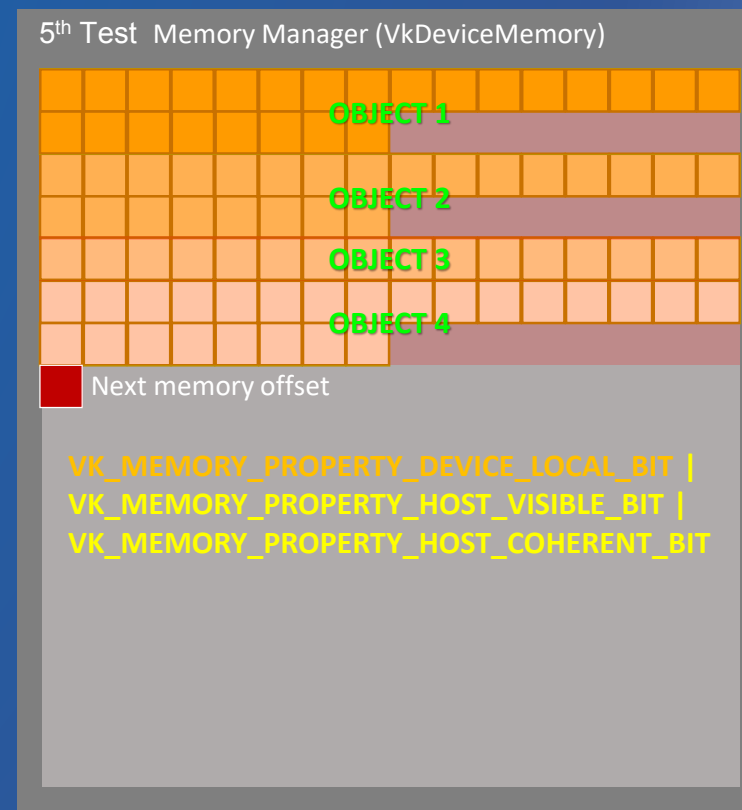 5th Test Memory Manager (VkDeviceMemory)
OBJECT 1
OBJECT 2
OBJECT 3
OBJECT 4
Next memory offset
VK_MEMORY_PROPERTY_DEVICE_LOCAL_BIT |
VK_MEMORY_PROPERTY_HOST_VISIBLE_BIT |
VK_MEMORY_PROPERTY_HOST_COHERENT_BIT